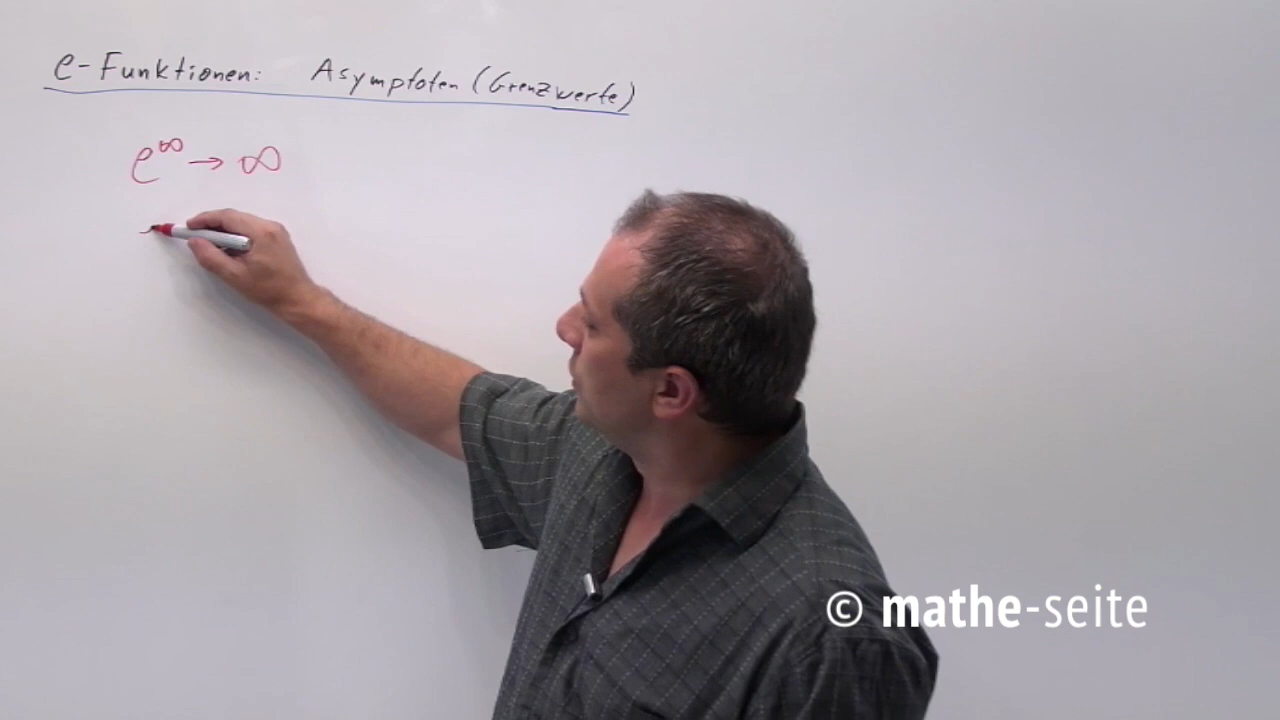 e-Funktionen: Asymptoten (Grenzwerte)
e^∞ → ∞
© mathe-seite